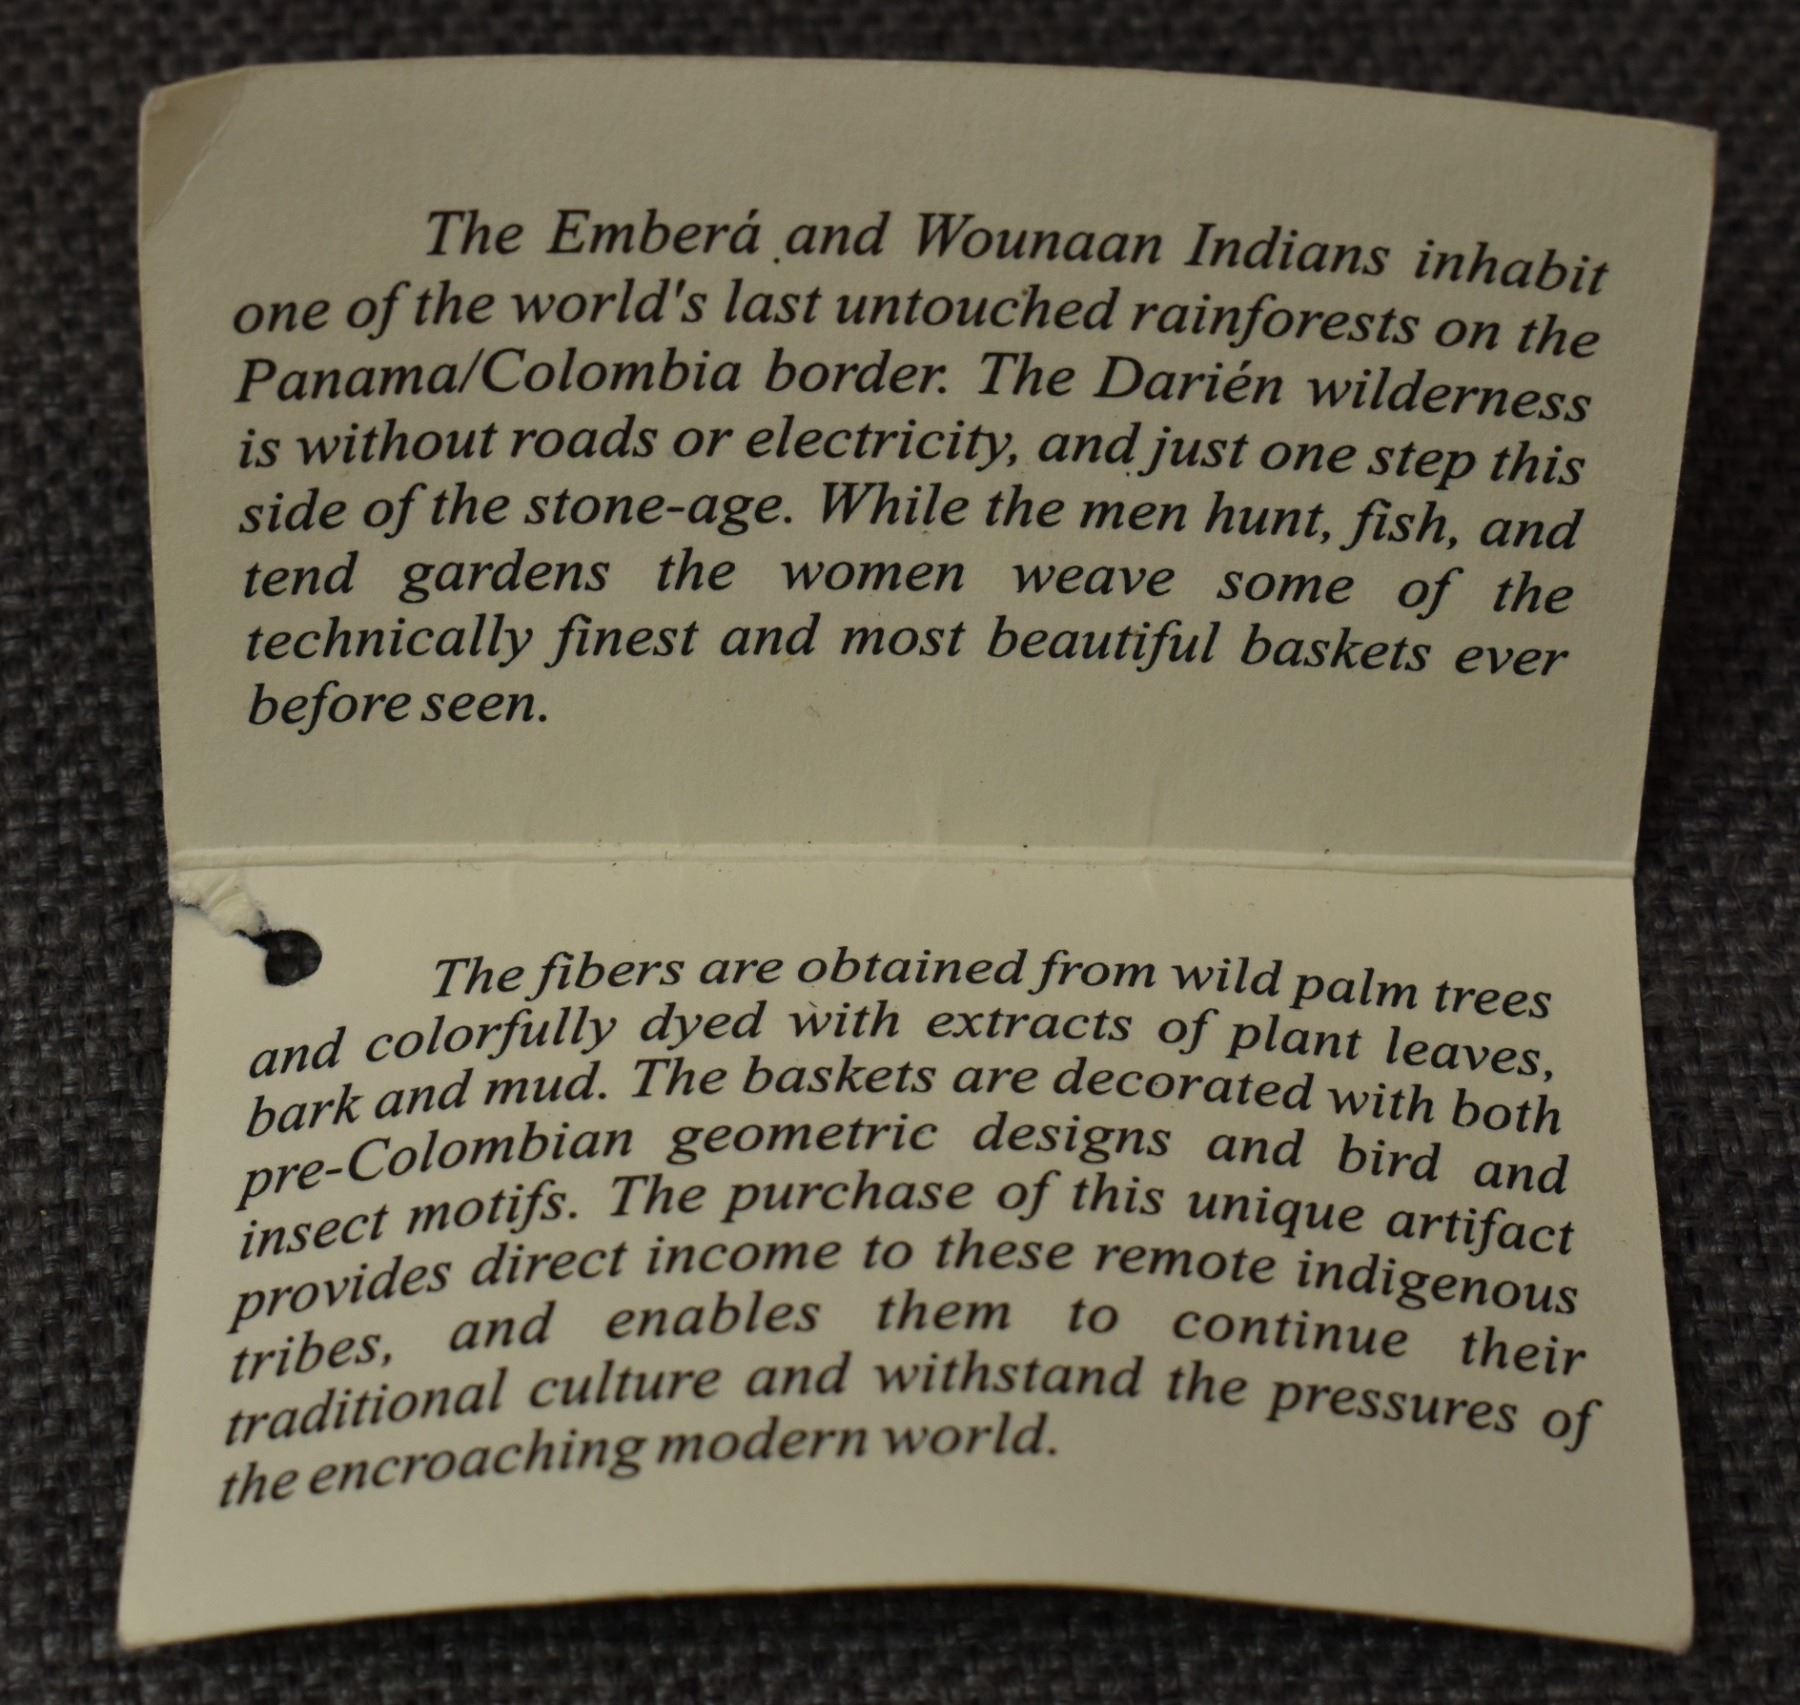 The Emberá and Wounaan Indians inhabit
one of the world's last untouched rainforests on the
Panama/Colombia border. The Darién wilderness
is without roads or electricity, and just one step this
side of the stone-age. While the men hunt, fish, and
tend gardens the women weave some of the
technically finest and most beautiful baskets ever
before seen.
The fibers are obtained from wild palm trees
and colorfully dyed with extracts of plant leaves,
bark and mud. The baskets are decorated with both
pre-Colombian geometric designs and bird and
insect motifs. The purchase of this unique artifact
provides direct income to these remote indigenous
tribes, and enables them to continue their
traditional culture and withstand the pressures of
the encroaching modern world.